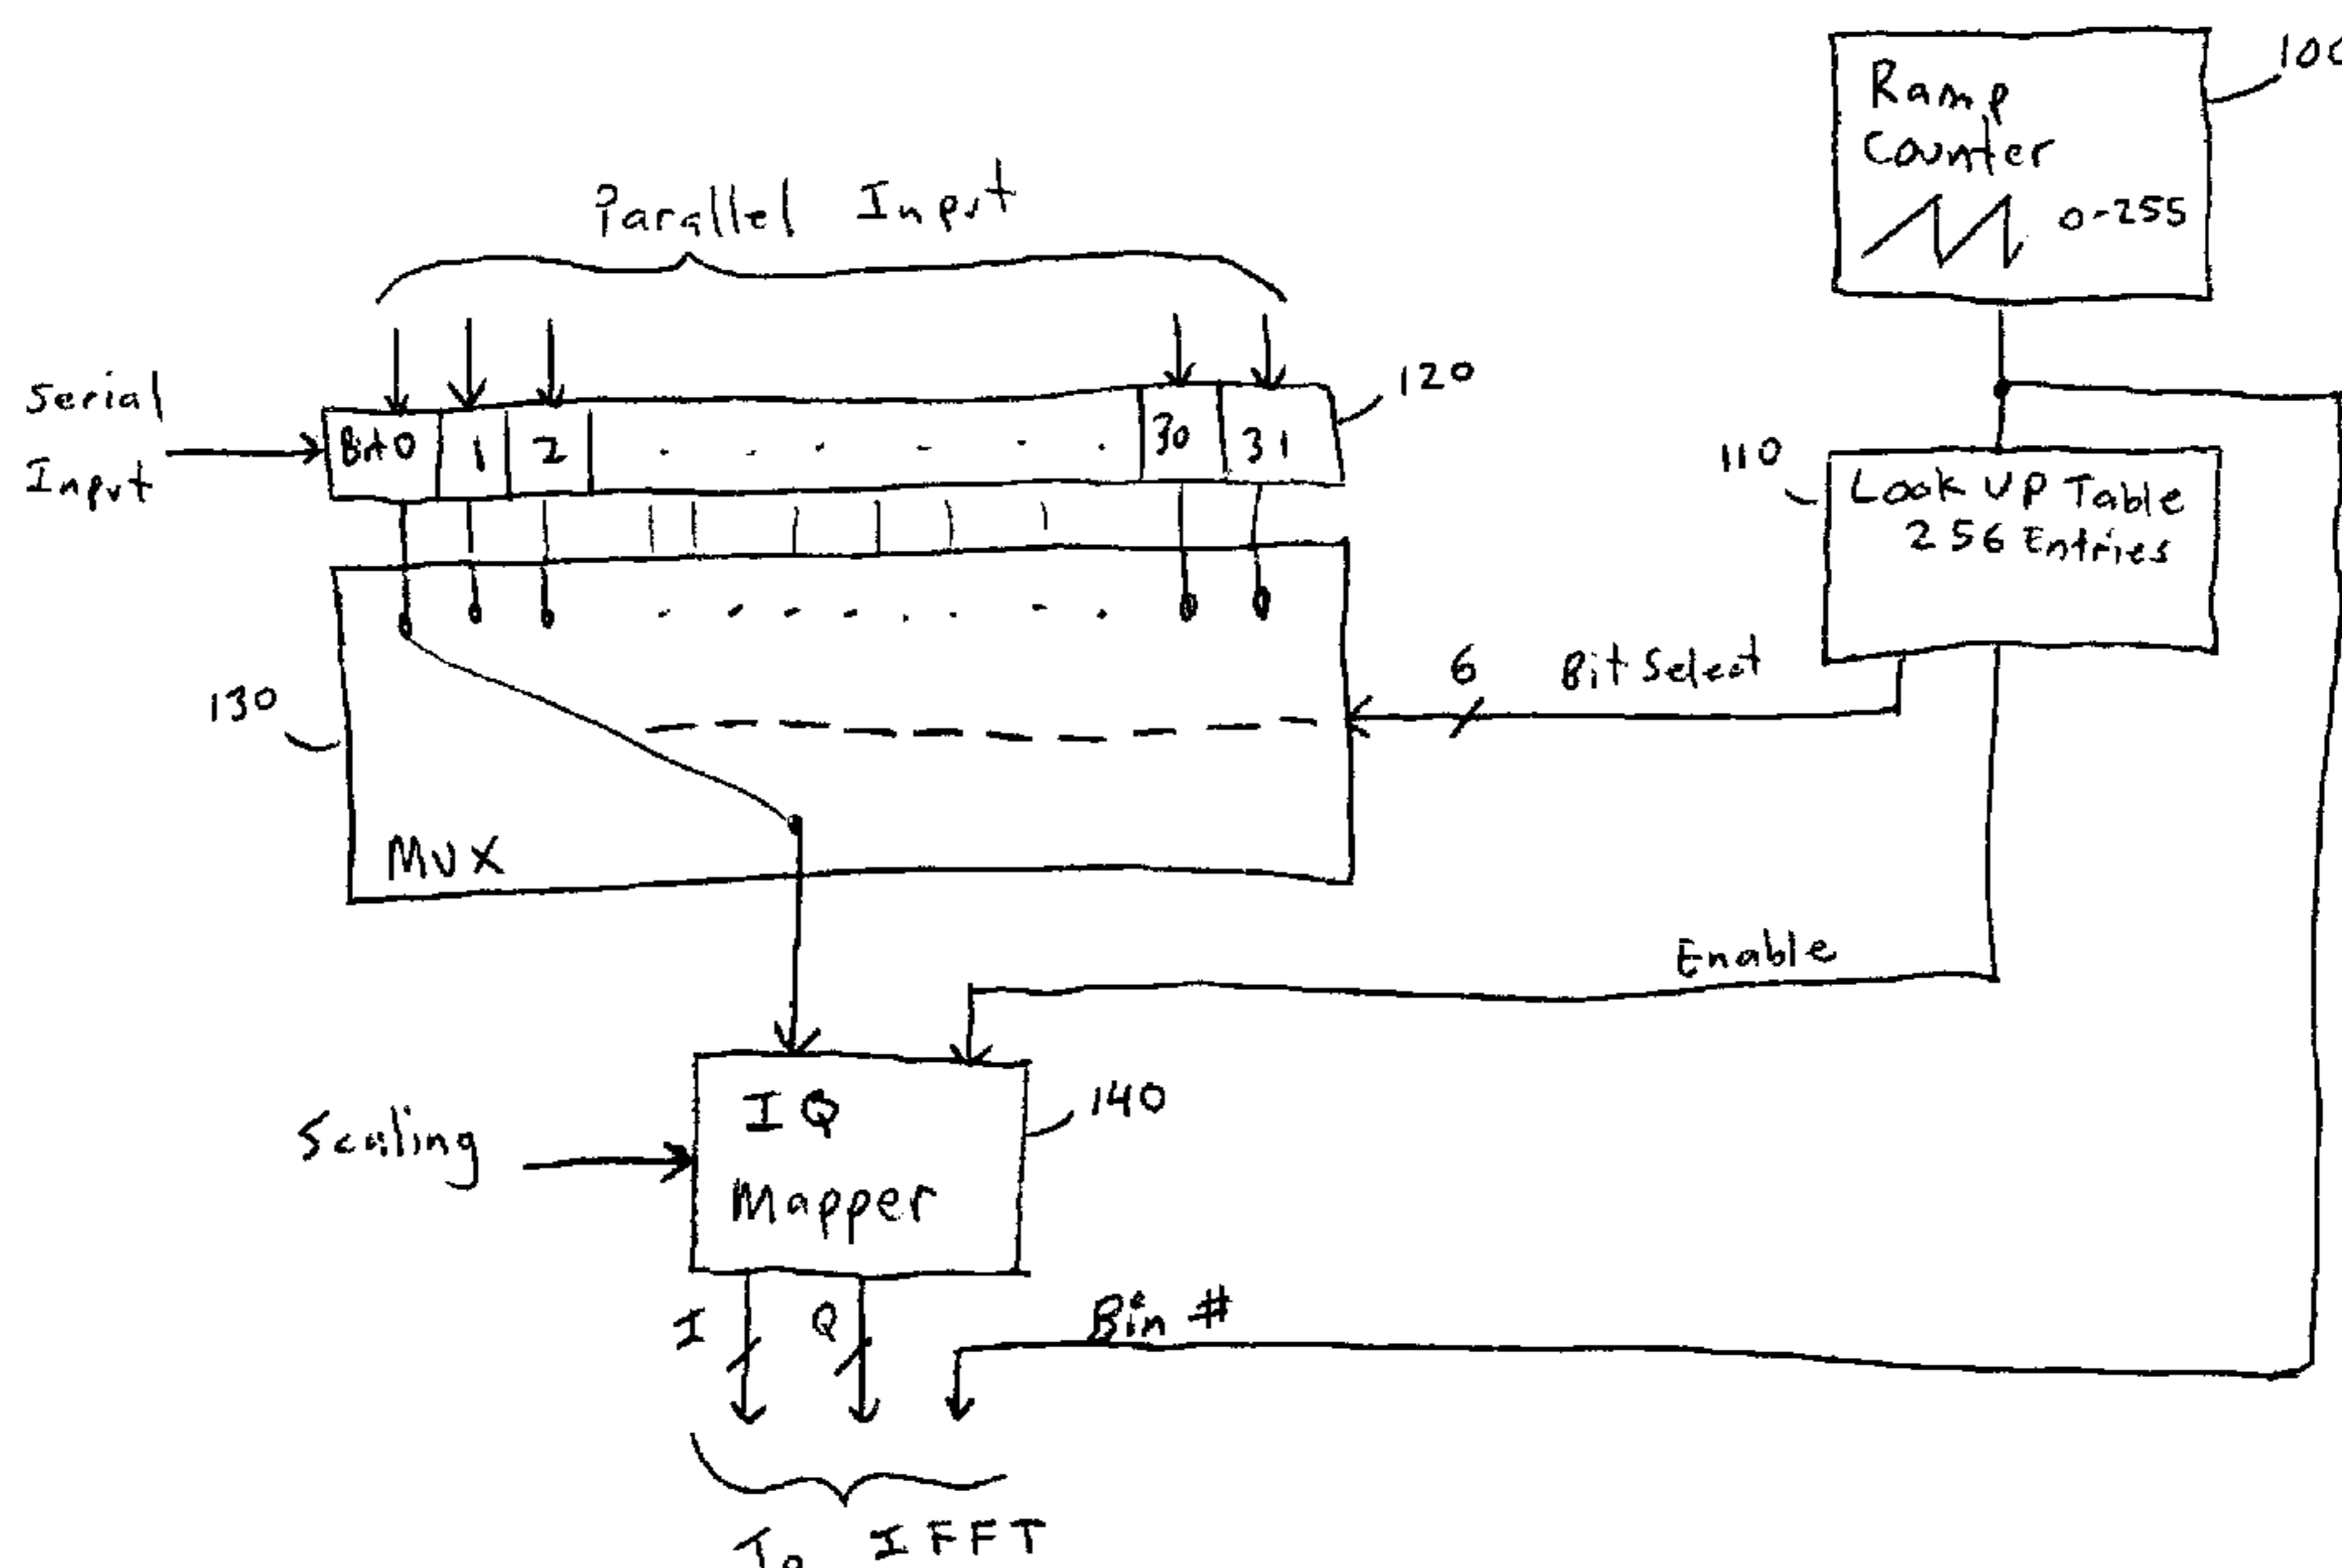 100
Ramp
Counter
0-255
Parallel Input
Serial
Input
Bit 0 1 2 . . . . . . 30 31
120
110
Look Up Table
256 Entries
6
Bit Select
130
MUX
Enable
IQ
Mapper
140
Scaling
I
Q
Bin #
To IFFT